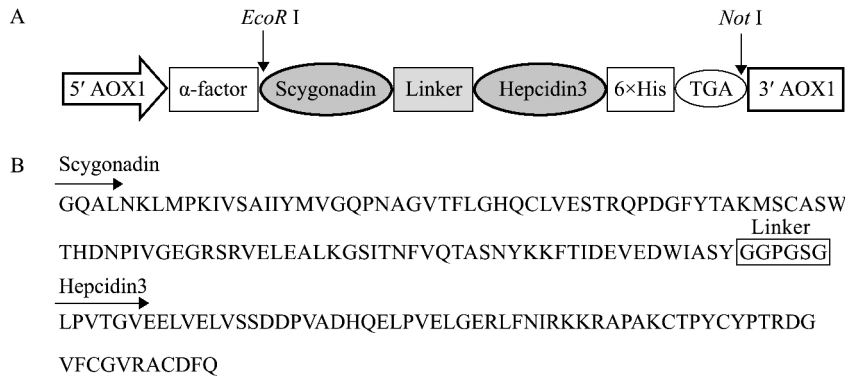 A
EcoR I
Not I
5′ AOX1 α-factor Scygonadin Linker Hepcidin3 6×His TGA 3′ AOX1
B
Scygonadin
GQALNKLMPKIVSAIIYMVGQPNAGVTFLGHQCLVESTRQPDGFYTAKMSCASW
Linker
THDNPIVGEGRSRVELEALKGSITNFVQTASNYKKFTIDEVEDWIASY GGPGSG
Hepcidin3
LPVTGVEELVELVSSDDPVADHQELPVELGERLFNIRKKRAPAKCTPYCYPTRDG
VFCGVRACDFQ